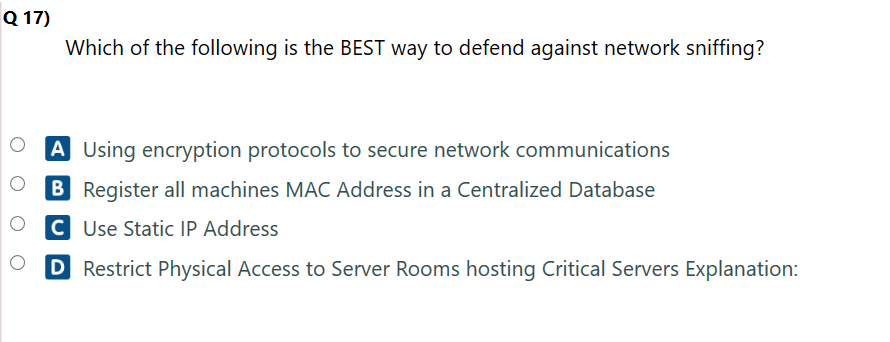 Q 17)
Which of the following is the BEST way to defend against network sniffing?
A Using encryption protocols to secure network communications
B Register all machines MAC Address in a Centralized Database
C Use Static IP Address
D Restrict Physical Access to Server Rooms hosting Critical Servers Explanation: